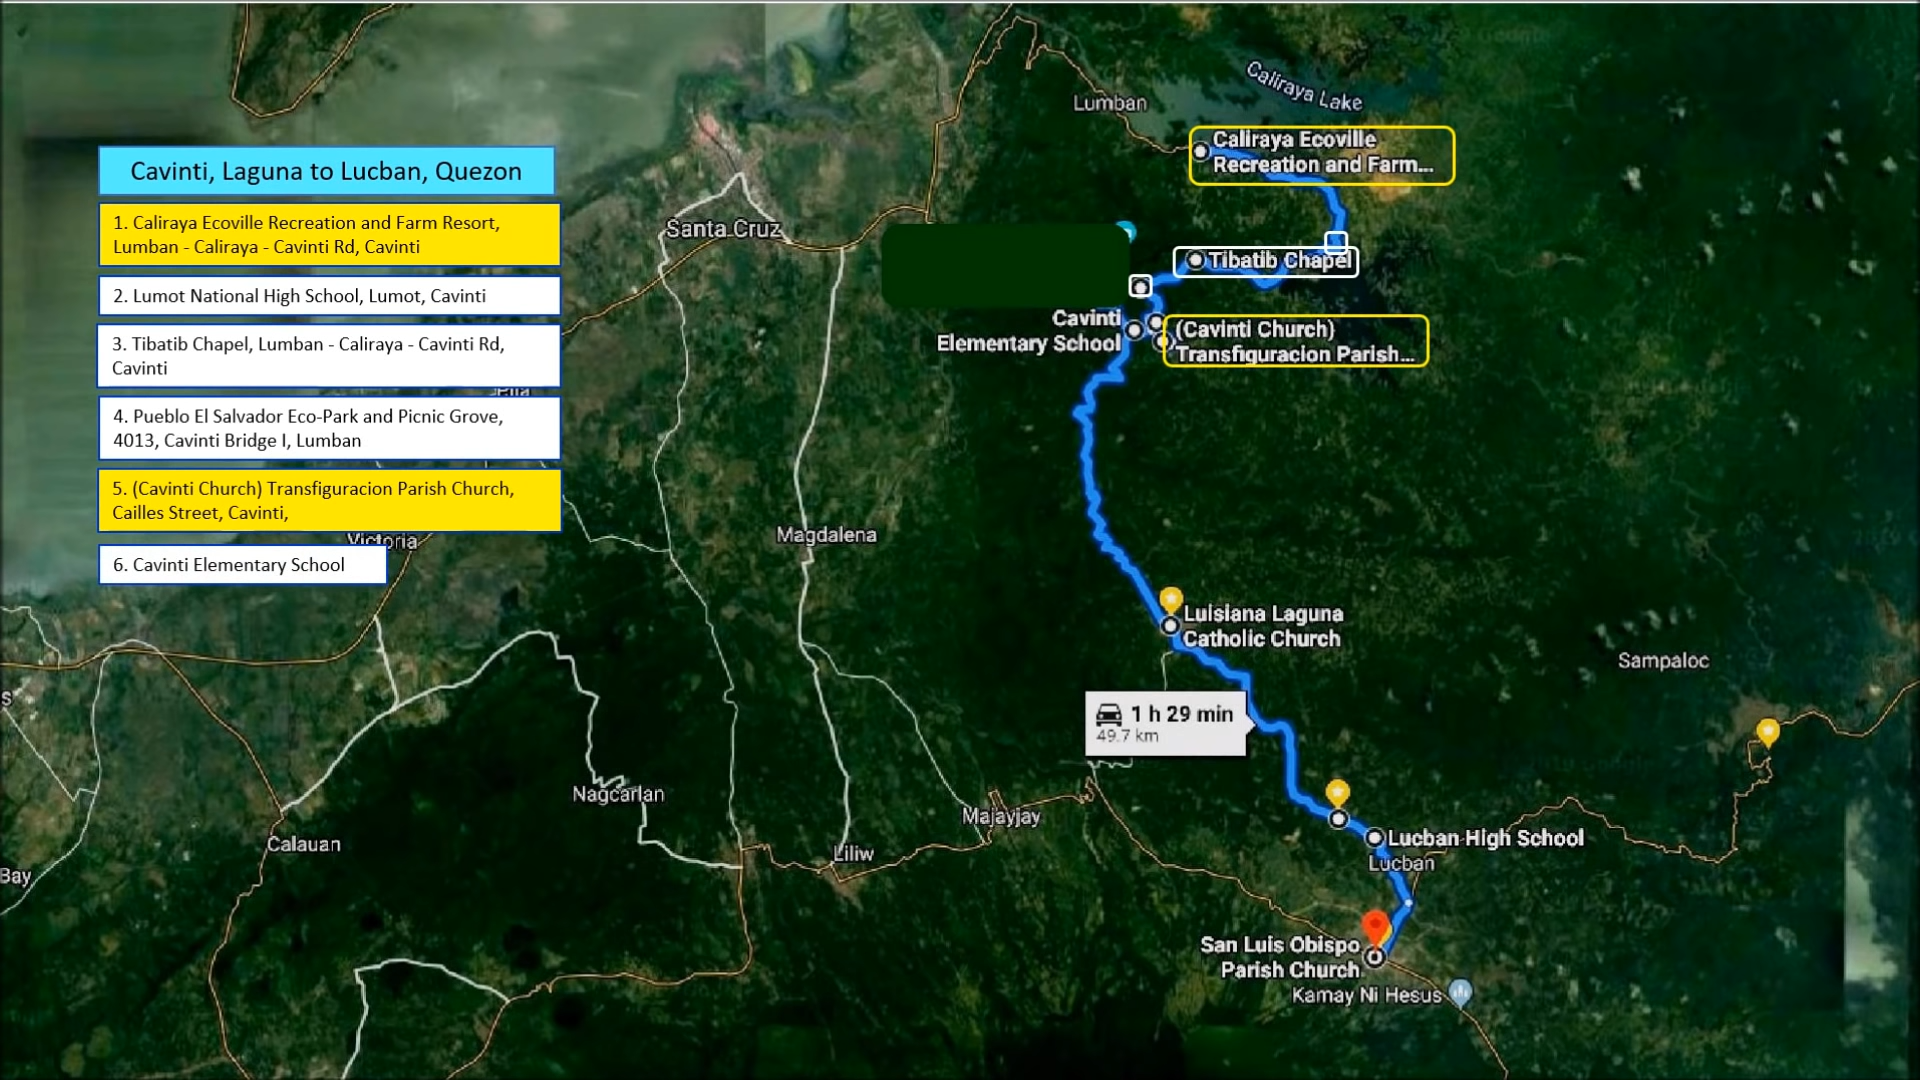 Cavinti, Laguna to Lucban, Quezon
1. Caliraya Ecoville Recreation and Farm Resort,
Lumban - Caliraya - Cavinti Rd, Cavinti
2. Lumot National High School, Lumot, Cavinti
3. Tibatib Chapel, Lumban - Caliraya - Cavinti Rd,
Cavinti
4. Pueblo El Salvador Eco-Park and Picnic Grove,
4013, Cavinti Bridge I, Lumban
5. (Cavinti Church) Transfiguracion Parish Church,
Cailles Street, Cavinti,
6. Cavinti Elementary School
Caliraya Lake
Lumban
Caliraya Ecoville
Recreation and Farm...
Santa Cruz
Tibatib Chapel
Cavinti
Elementary School
(Cavinti Church)
Transfiguracion Parish...
Pila
Victoria
Magdalena
Luisiana Laguna
Catholic Church
Sampaloc
1 h 29 min
49.7 km
Nagcarlan
Majayjay
Calauan
Liliw
Lucban High School
Lucban
Bay
San Luis Obispo
Parish Church
Kamay Ni Hesus